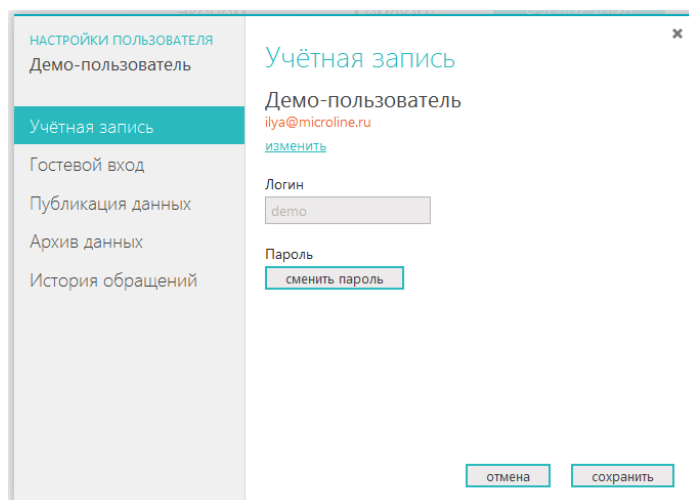 НАСТРОЙКИ ПОЛЬЗОВАТЕЛЯ
Демо-пользователь
Учётная запись
Гостевой вход
Публикация данных
Архив данных
История обращений
Учётная запись
Демо-пользователь
ilya@microline.ru
изменить
Логин
demo
Пароль
сменить пароль
отмена
сохранить